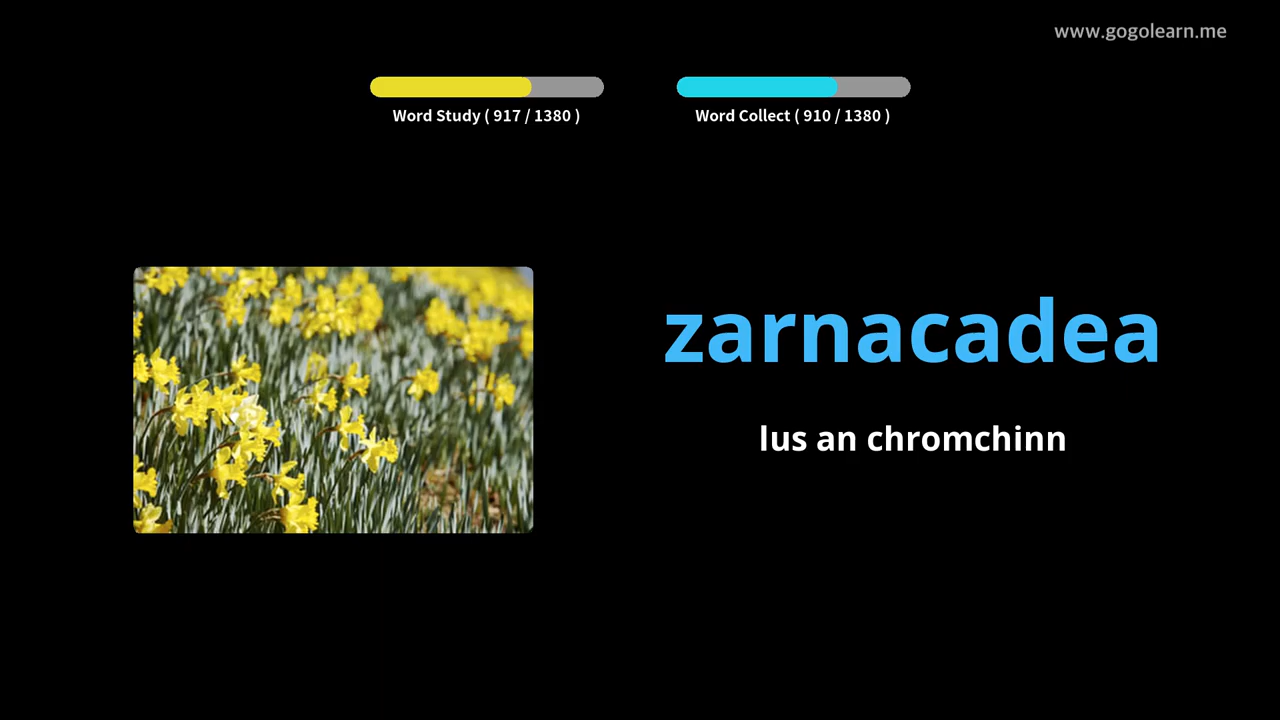 www.gogolearn.me
Word Study ( 917 / 1380 )
Word Collect ( 910 / 1380 )
zarnacadea
lus an chromchinn